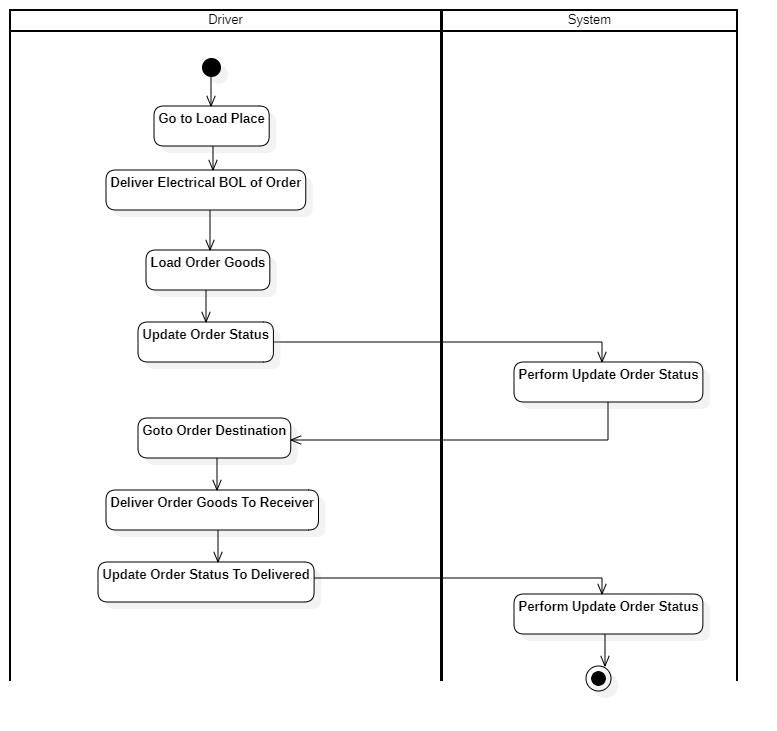 Driver
System
Go to Load Place
Deliver Electrical BOL of Order
Load Order Goods
Update Order Status
Perform Update Order Status
Goto Order Destination
Deliver Order Goods To Receiver
Update Order Status To Delivered
Perform Update Order Status